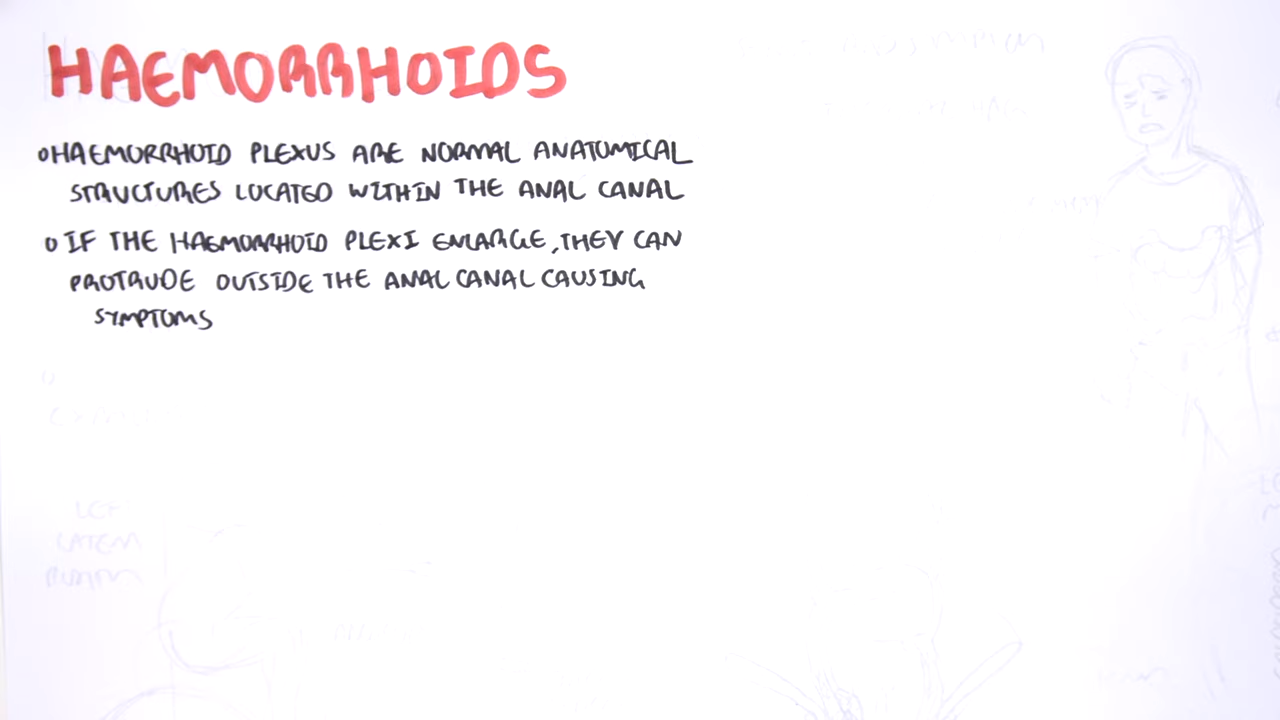 HAEMORRHOIDS
HAEMORRHOID PLEXUS ARE NORMAL ANATOMICAL
STRUCTURES LOCATED WITHIN THE ANAL CANAL
IF THE HAEMORRHOID PLEXI ENLARGE, THEY CAN
PROTRUDE OUTSIDE THE ANAL CANAL CAUSING
SYMPTOMS
LEFT